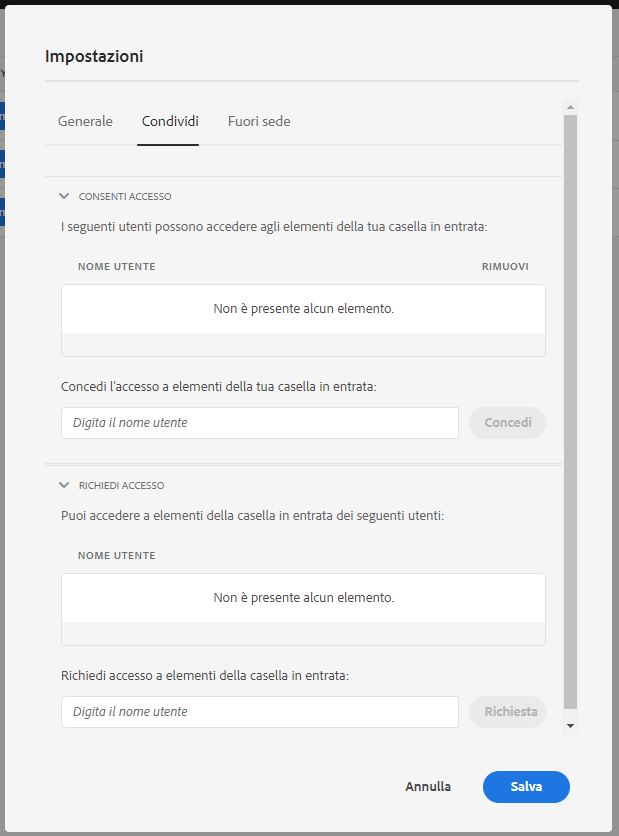 Impostazioni
Generale Condividi Fuori sede
CONSENTI ACCESSO
I seguenti utenti possono accedere agli elementi della tua casella in entrata:
NOME UTENTE RIMUOVI
Non è presente alcun elemento.
Concedi l'accesso a elementi della tua casella in entrata:
Digita il nome utente Concedi
RICHIEDI ACCESSO
Puoi accedere a elementi della casella in entrata dei seguenti utenti:
NOME UTENTE
Non è presente alcun elemento.
Richiedi accesso a elementi della casella in entrata:
Digita il nome utente Richiesta
Annulla Salva